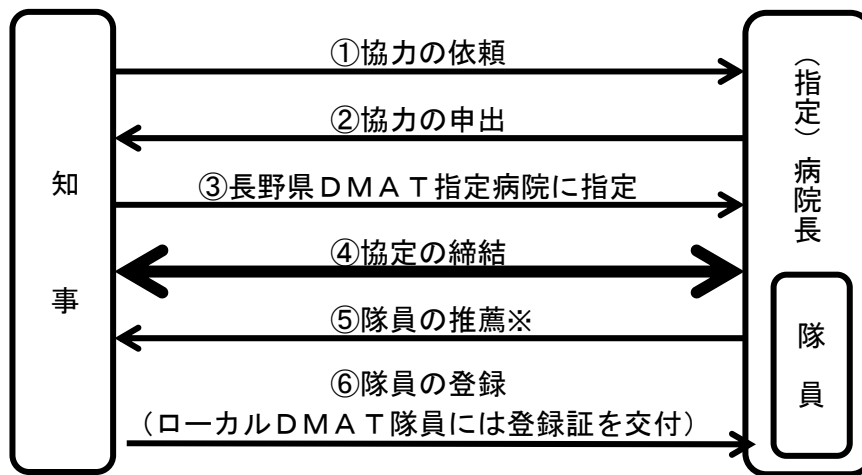 知事
①協力の依頼
②協力の申出
③長野県ＤＭＡＴ指定病院に指定
④協定の締結
⑤隊員の推薦※
⑥隊員の登録
（ローカルＤＭＡＴ隊員には登録証を交付）
（指定）病院長
隊員